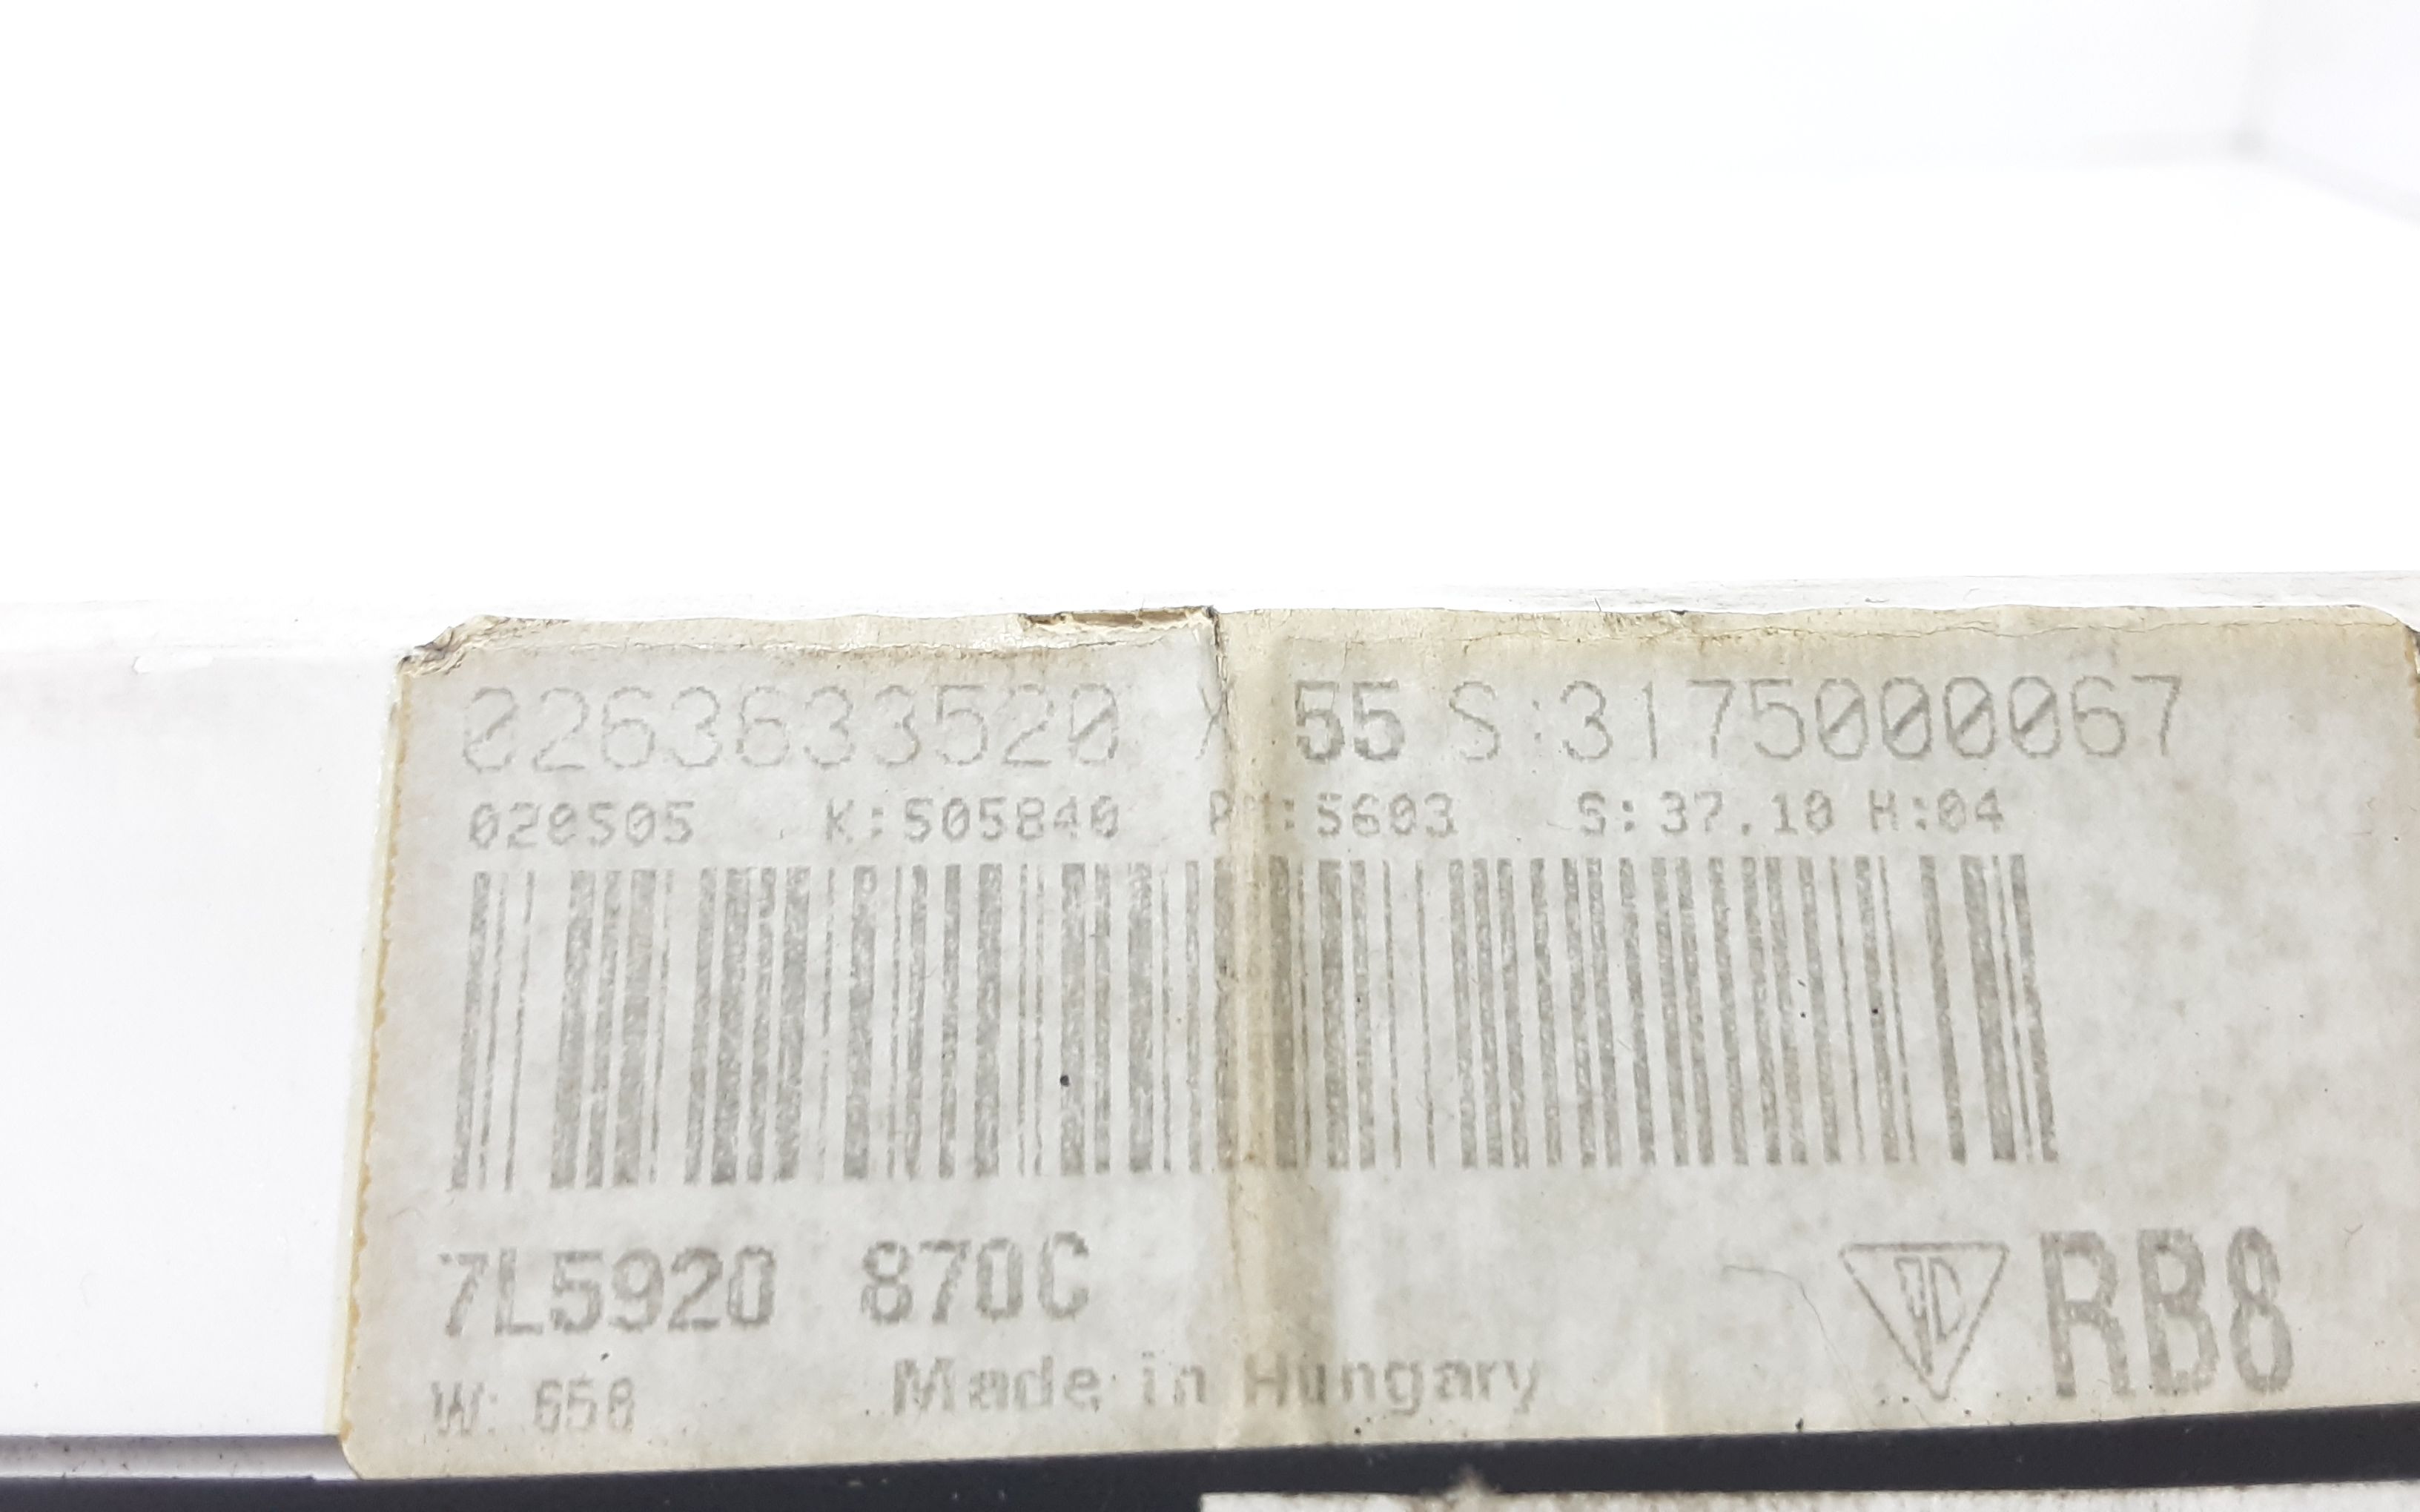 0263633520 X 55 S:3175000067
020505 K:505840 :5603 S:37.10 H:04
7L5920 870C
RB8
W: 658 Made in Hungary